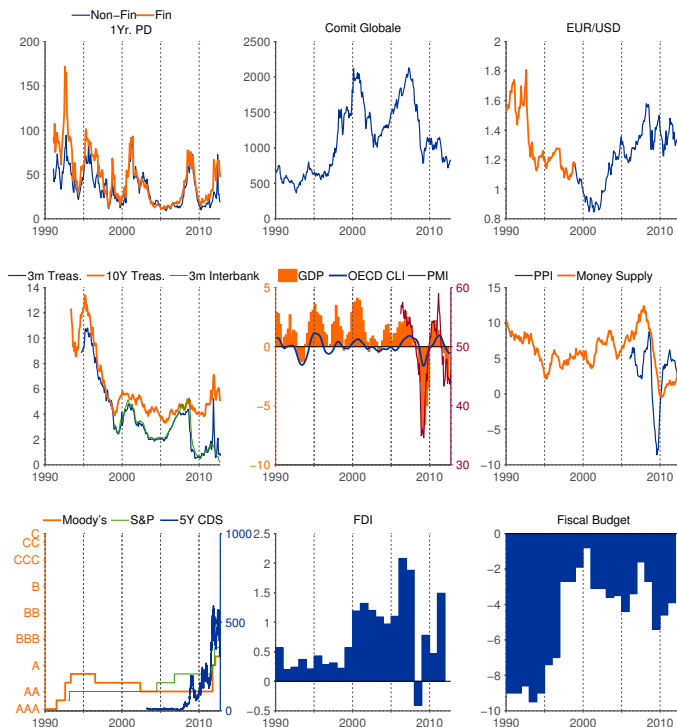 Non−Fin Fin
1Yr. PD
200
150
100
50
0
1990 2000 2010
Comit Globale
2500
2000
1500
1000
500
0
1990 2000 2010
EUR/USD
2
1.8
1.6
1.4
1.2
1
0.8
1990 2000 2010
3m Treas. 10Y Treas. 3m Interbank
14
12
10
8
6
4
2
0
1990 2000 2010
GDP OECD CLI PMI
5 60
0 50
−5 40
−10 30
1990 2000 2010
PPI Money Supply
15
10
5
0
−5
−10
1990 2000 2010
Moody's S&P 5Y CDS
C 1000
CC
CCC
B
BB 500
BBB
A
AA
AAA 0
1990 2000 2010
FDI
2.5
2
1.5
1
0.5
0
−0.5
1990 2000 2010
Fiscal Budget
0
−2
−4
−6
−8
−10
1990 2000 2010